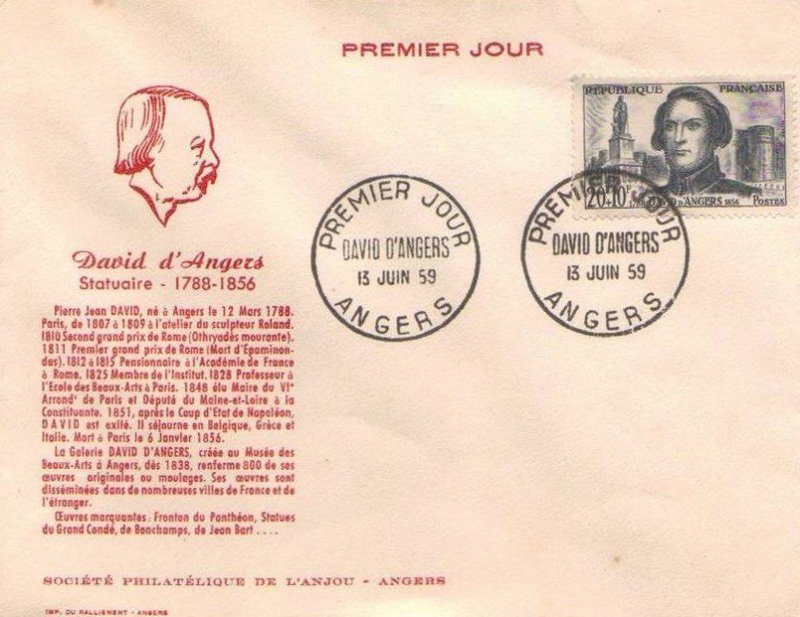 PREMIER JOUR
RÉPUBLIQUE FRANÇAISE
20F+10F DAVID D'ANGERS 1856 POSTES
PREMIER JOUR
DAVID D'ANGERS
13 JUIN 59
ANGERS
PREMIER JOUR
DAVID D'ANGERS
13 JUIN 59
ANGERS
David d'Angers
Statuaire - 1788-1856
Pierre Jean DAVID, né à Angers le 12 Mars 1788.
Paris, de 1807 à 1809 à l'atelier du sculpteur Roland.
1810 Second grand prix de Rome (Othryadès mourante).
1811 Premier grand prix de Rome (Mort d'Epaminon-
das). 1812 à 1815 Pensionnaire à l'Académie de France
à Rome. 1825 Membre de l'Institut. 1828 Professeur à
l'Ecole des Beaux-Arts à Paris. 1848 élu Maire du VIe
Arrondt de Paris et Député du Maine-et-Loire à la
Constituante. 1851, après le Coup d'Etat de Napoléon,
DAVID est exilé. Il séjourne en Belgique, Grèce et
Italie. Mort à Paris le 6 Janvier 1856.
La Galerie DAVID D'ANGERS, créée au Musée des
Beaux-Arts à Angers, dès 1838, renferme 800 de ses
œuvres originales ou moulages. Ses œuvres sont
disséminées dans de nombreuses villes de France et de
l'étranger.
Œuvres marquantes : Fronton du Panthéon, Statues
du Grand Condé, de Bonchamps, de Jean Bart ....
SOCIÉTÉ PHILATÉLIQUE DE L'ANJOU - ANGERS
IMP. DU RALLIEMENT - ANGERS